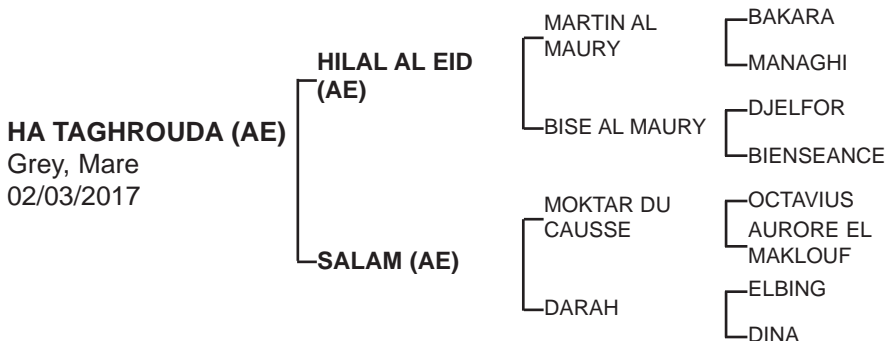 HA TAGHROUDA (AE)
Grey, Mare
02/03/2017
HILAL AL EID
(AE)
SALAM (AE)
MARTIN AL
MAURY
BISE AL MAURY
MOKTAR DU
CAUSSE
DARAH
BAKARA
MANAGHI
DJELFOR
BIENSEANCE
OCTAVIUS
AURORE EL
MAKLOUF
ELBING
DINA